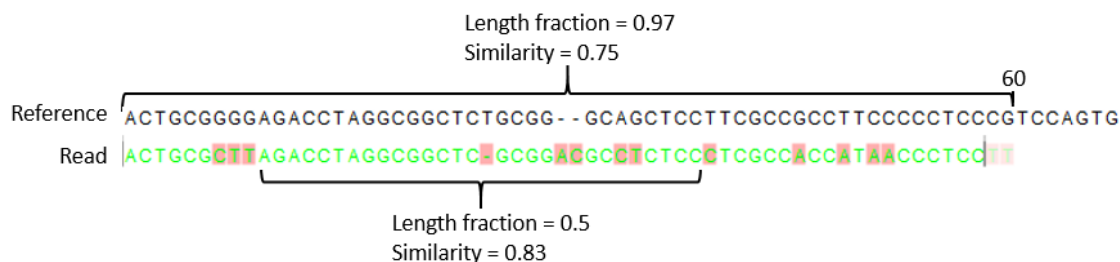 Length fraction = 0.97
Similarity = 0.75
60
Reference ACTGCGGGGAGACCTAGGCGGCTCTGCGG--GCAGCTCCTTCGCCGCCTTCCCCCTCCCGTCCAGTG
Read ACTGCGCTTAGACCTAGGCGGCTC-GCGGACGCCTCTCCCTCGCCACCATAACCCTCCTT
Length fraction = 0.5
Similarity = 0.83